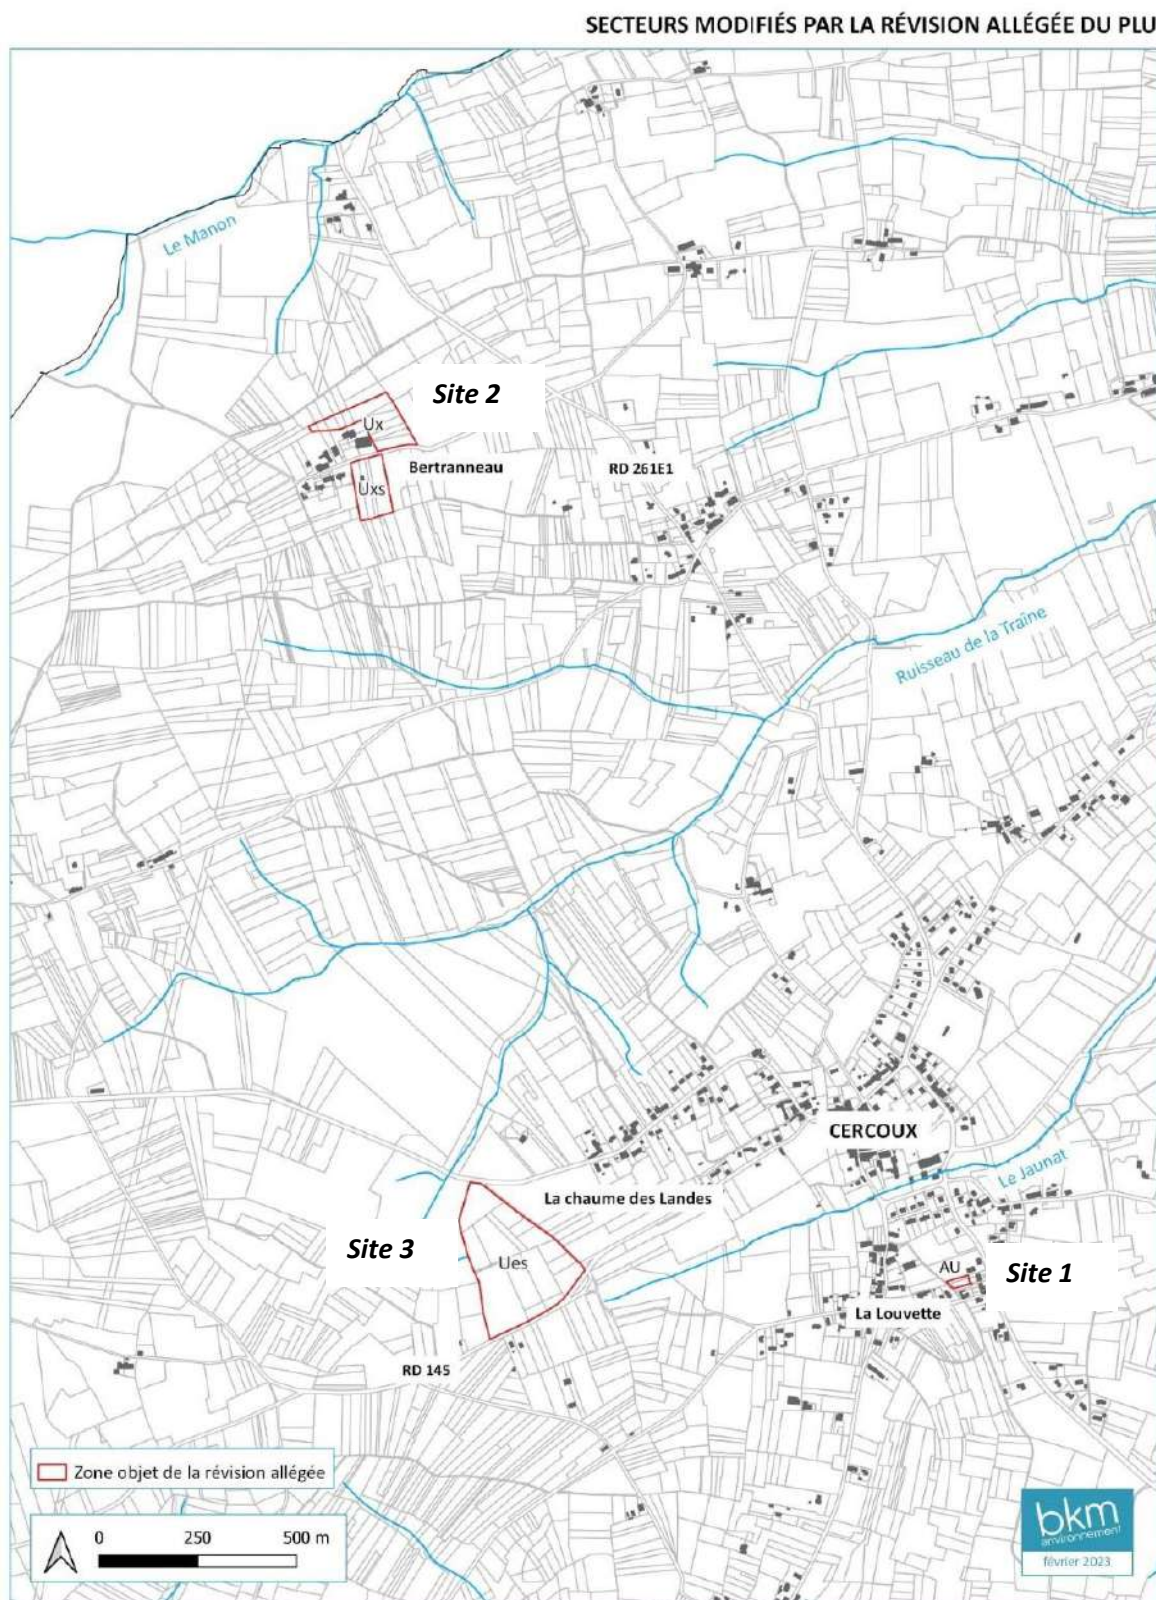 SECTEURS MODIFIÉS PAR LA RÉVISION ALLÉGÉE DU PLU
Le Manon
Site 2
Ux
Bertranneau
RD 261E1
Uxs
Ruisseau de la Traîne
CERCOUX
Le Jaunat
La chaume des Landes
Site 3
Ues
AU
Site 1
La Louvette
RD 145
Zone objet de la révision allégée
0 250 500 m
bkm
environnement
février 2023